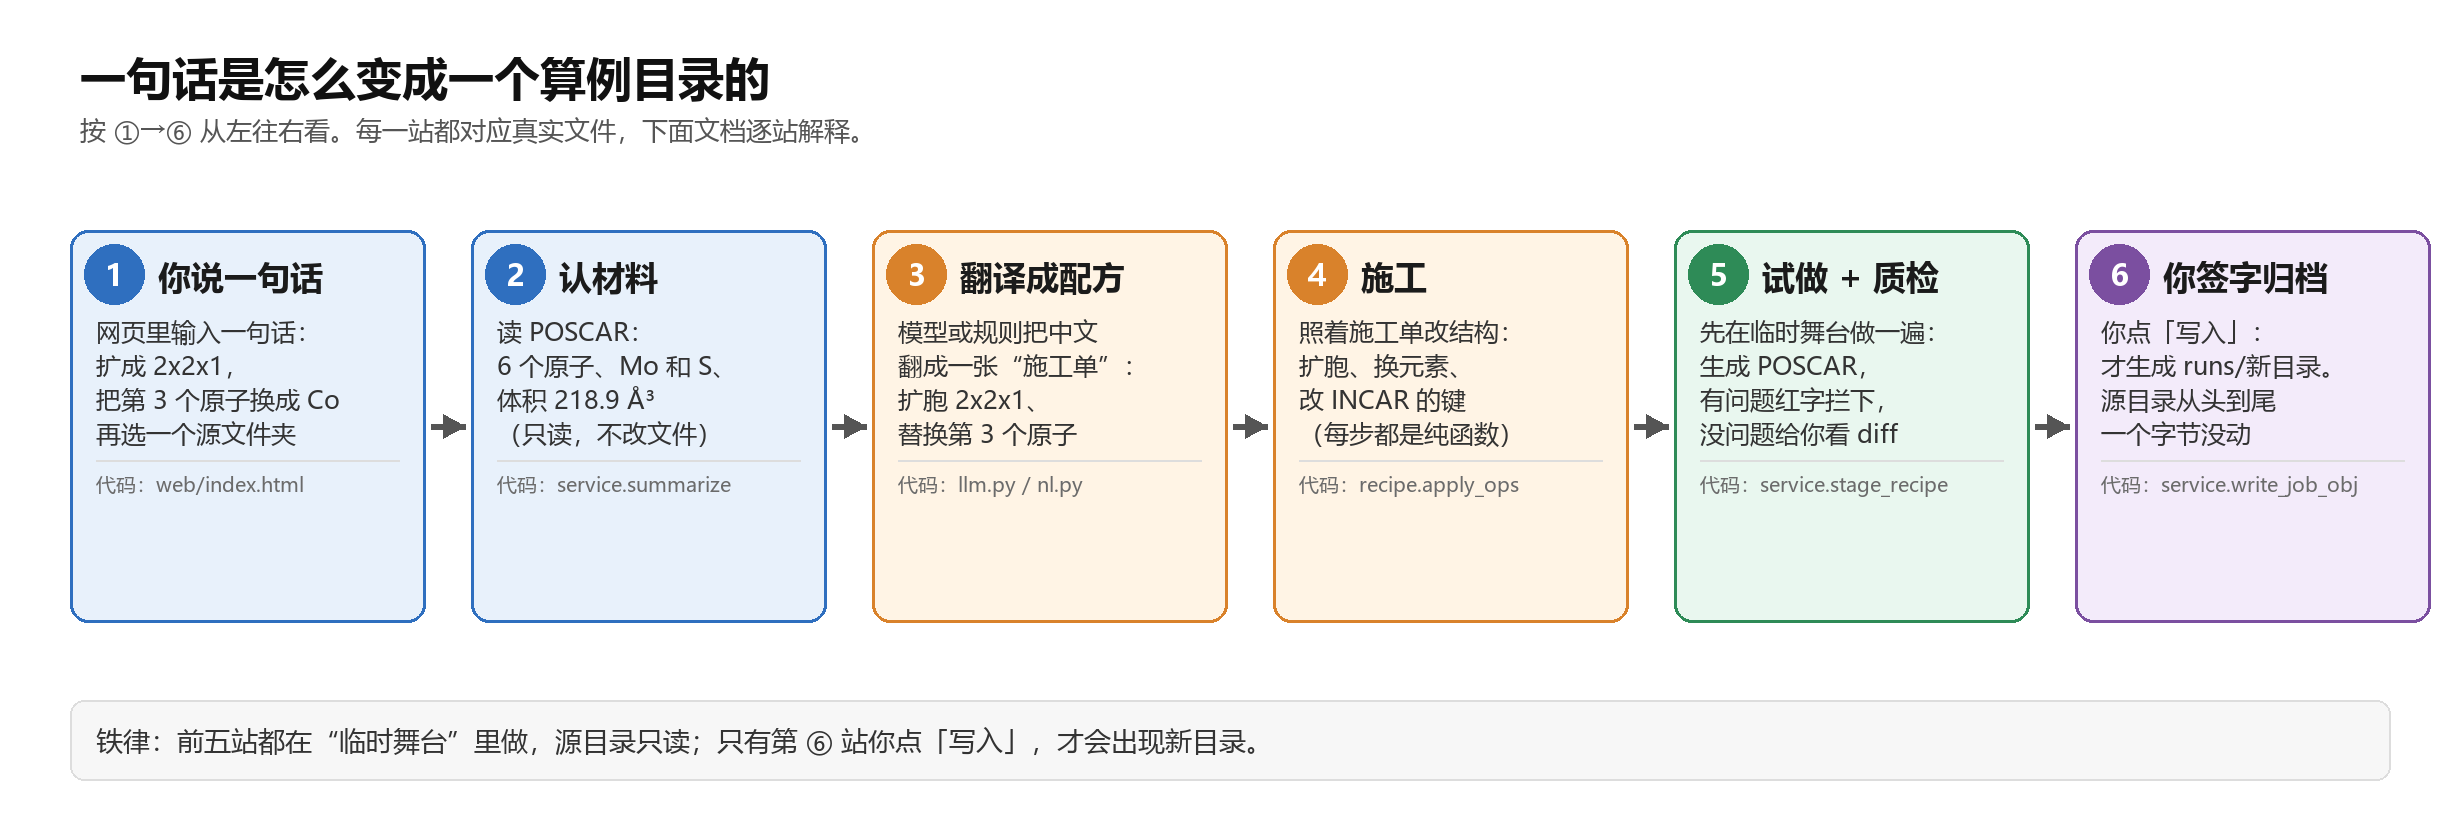 一句话是怎么变成一个算例目录的
按 ①→⑥ 从左往右看。每一站都对应真实文件，下面文档逐站解释。
1 你说一句话
网页里输入一句话：
扩成 2x2x1，
把第 3 个原子换成 Co
再选一个源文件夹
代码：web/index.html
2 认材料
读 POSCAR：
6 个原子、Mo 和 S、
体积 218.9 Å³
（只读，不改文件）
代码：service.summarize
3 翻译成配方
模型或规则把中文
翻成一张“施工单”：
扩胞 2x2x1、
替换第 3 个原子
代码：llm.py / nl.py
4 施工
照着施工单改结构：
扩胞、换元素、
改 INCAR 的键
（每步都是纯函数）
代码：recipe.apply_ops
5 试做 + 质检
先在临时舞台做一遍：
生成 POSCAR，
有问题红字拦下，
没问题给你看 diff
代码：service.stage_recipe
6 你签字归档
你点「写入」：
才生成 runs/新目录。
源目录从头到尾
一个字节没动
代码：service.write_job_obj
铁律：前五站都在“临时舞台”里做，源目录只读；只有第 ⑥ 站你点「写入」，才会出现新目录。